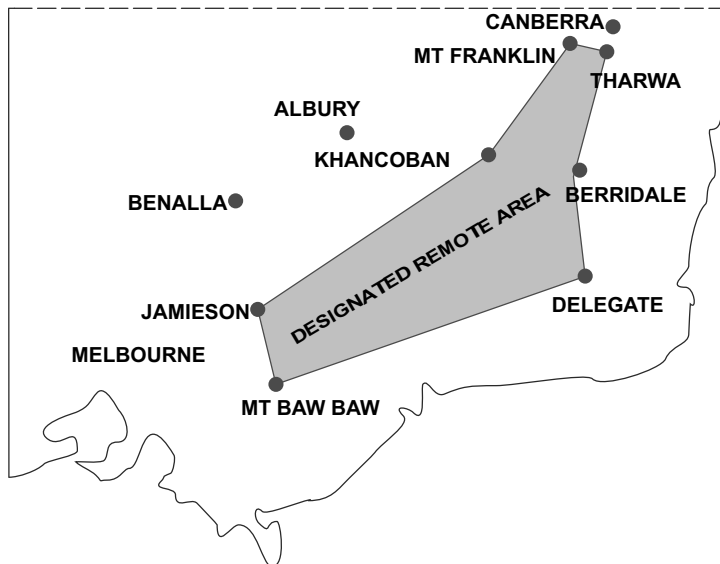 CANBERRA
MT FRANKLIN
THARWA
ALBURY
KHANCOBAN
BERRIDALE
BENALLA
DESIGNATED REMOTE AREA
DELEGATE
JAMIESON
MELBOURNE
MT BAW BAW